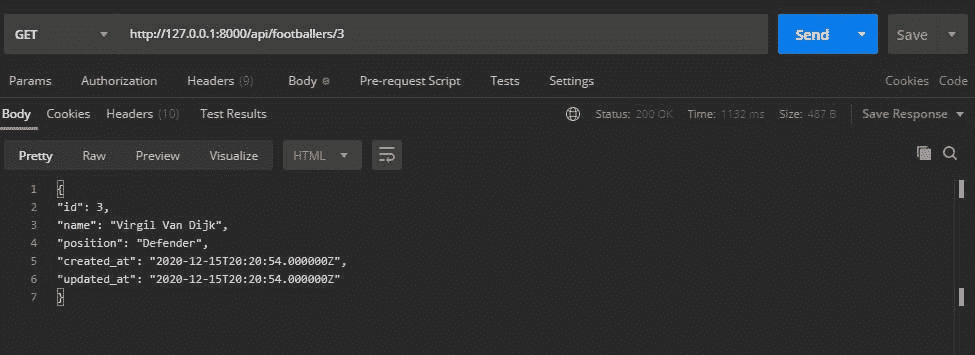 GET http://127.0.0.1:8000/api/footballers/3 Send Save
Params Authorization Headers (9) Body Pre-request Script Tests Settings Cookies Code
Body Cookies Headers (10) Test Results Status: 200 OK Time: 1132 ms Size: 487 B Save Response
Pretty Raw Preview Visualize HTML
1 {
2 "id": 3,
3 "name": "Virgil Van Dijk",
4 "position": "Defender",
5 "created_at": "2020-12-15T20:20:54.000000Z",
6 "updated_at": "2020-12-15T20:20:54.000000Z"
7 }